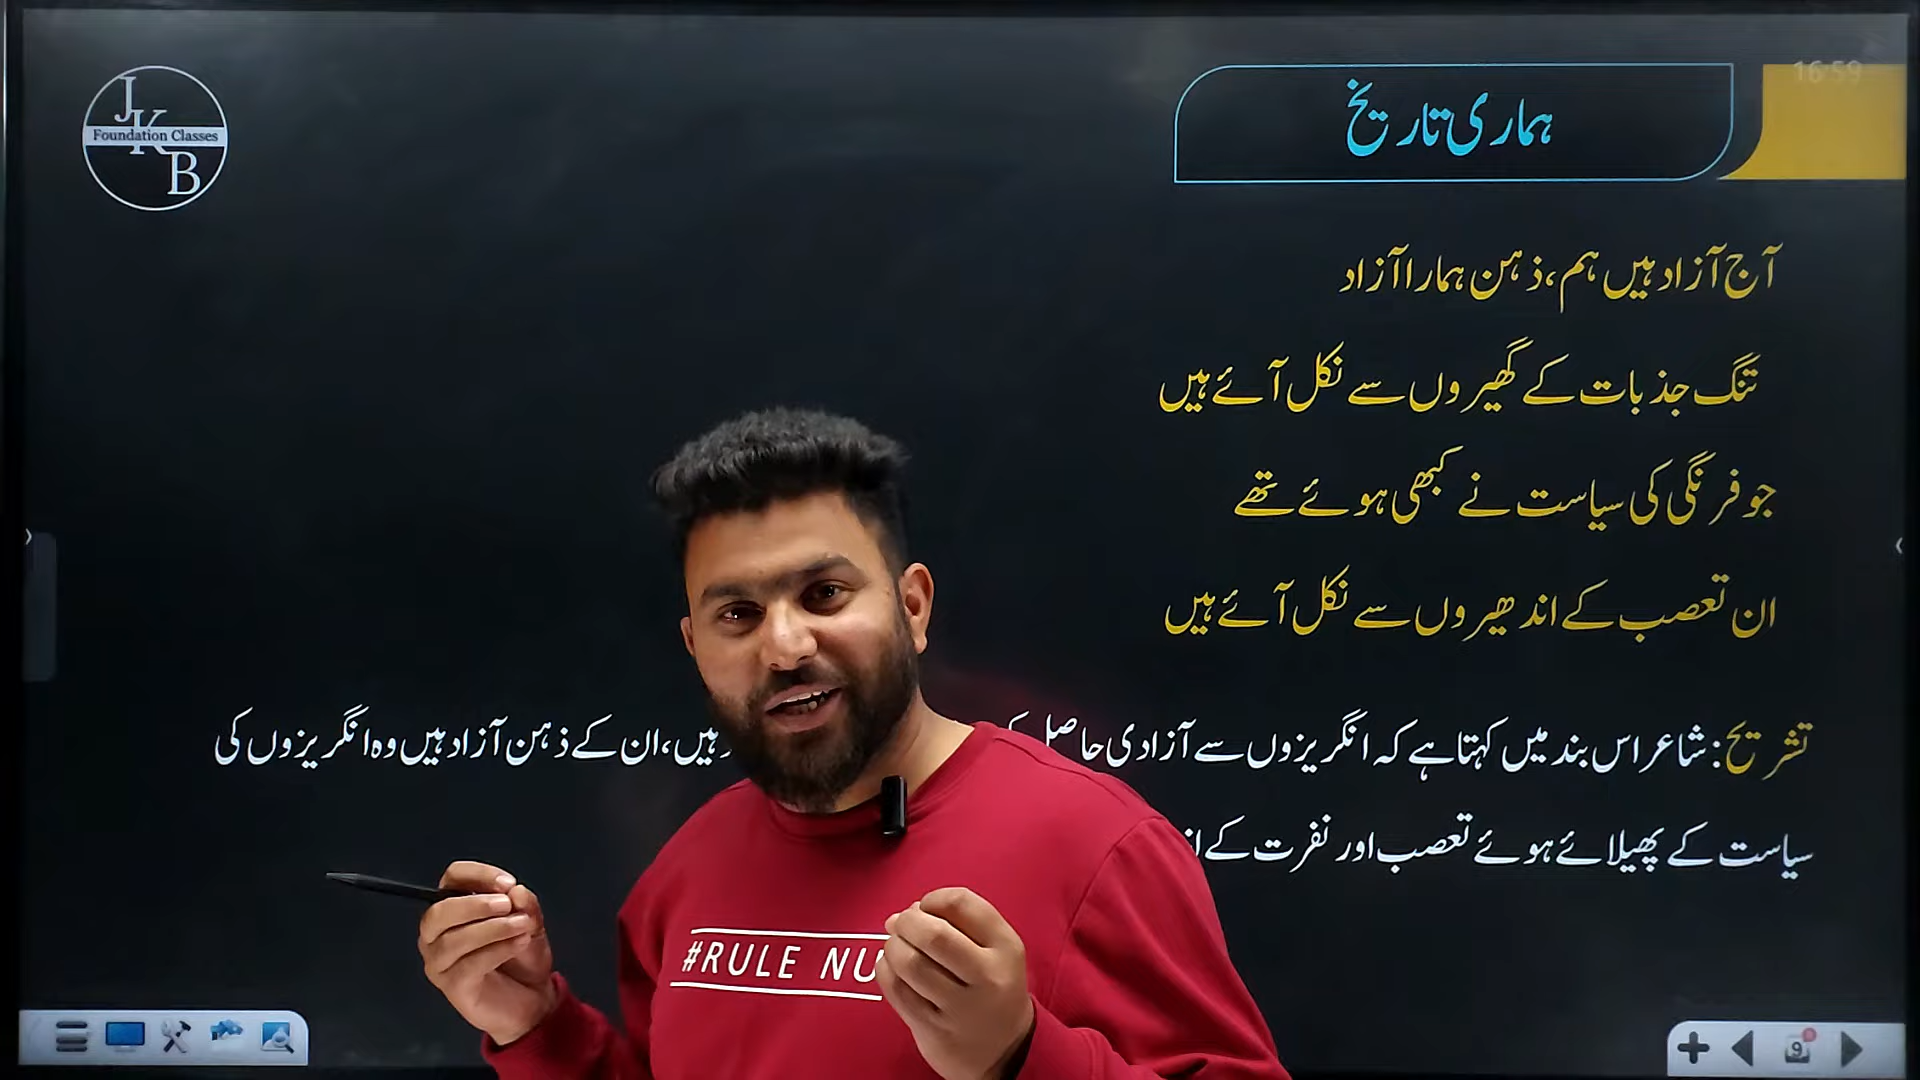 J
K
Foundation Classes
B
16:59
ہماری تاریخ
آج آزاد ہیں ہم، ذہن ہمارا آزاد
تنگ جذبات کے گھیروں سے نکل آئے ہیں
جو فرنگی کی سیاست نے کبھی ہوئے تھے
ان تعصب کے اندھیروں سے نکل آئے ہیں
تشریح: شاعر اس بند میں کہتا ہے کہ انگریزوں سے آزادی حاصل ہیں، ان کے ذہن آزاد ہیں وہ انگریزوں کی
سیاست کے پھیلائے ہوئے تعصب اور نفرت کے
#RULE NU
9